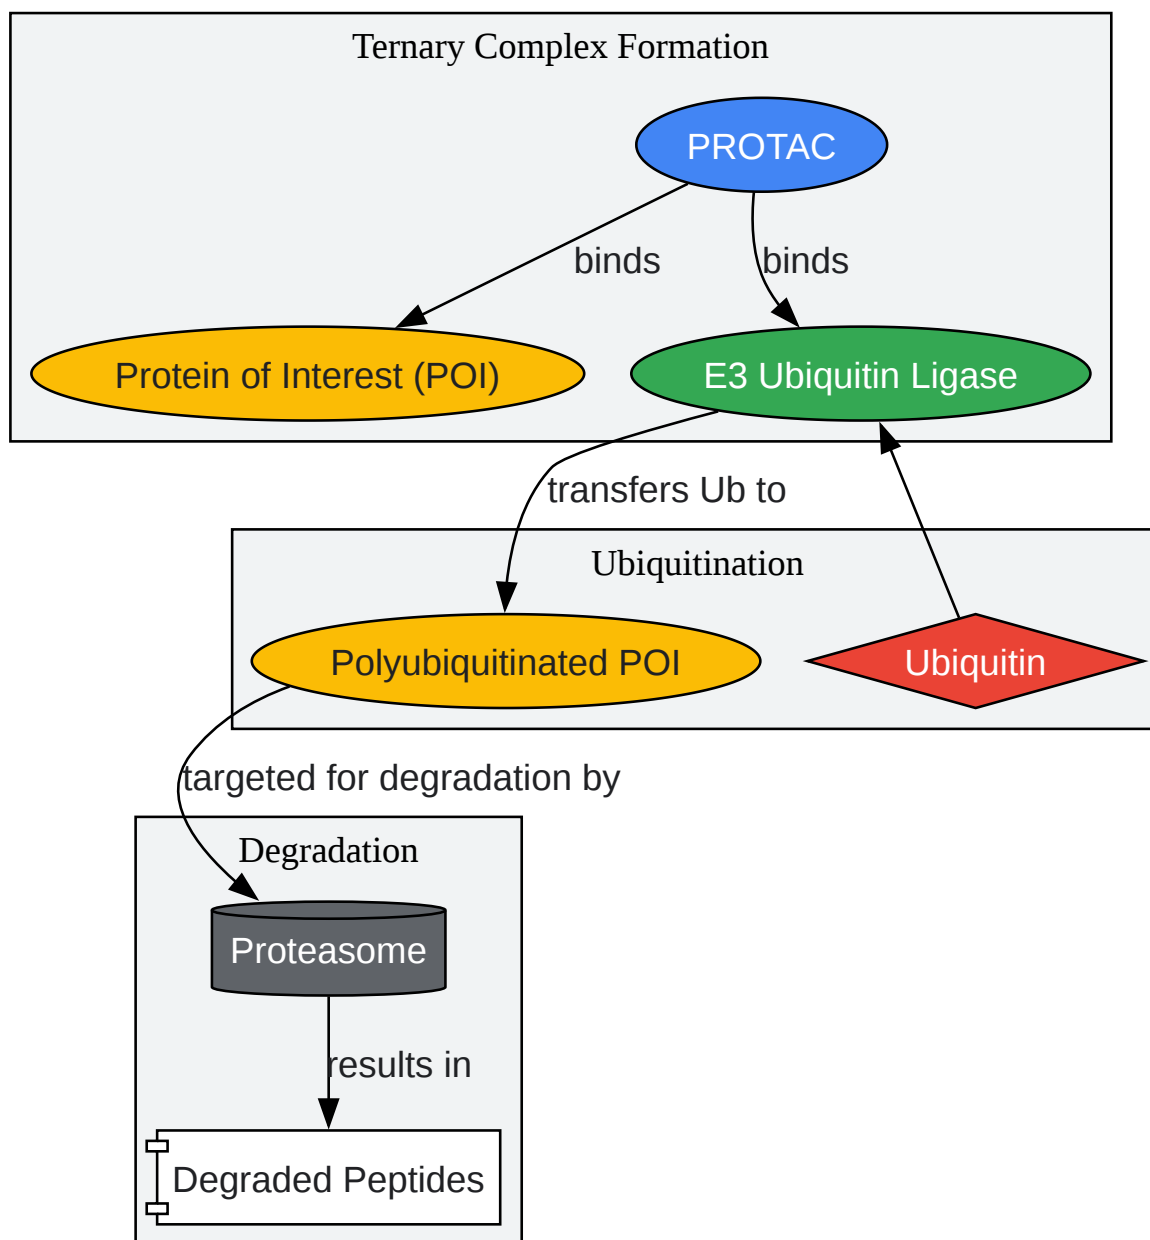 Ternary Complex Formation
PROTAC
binds
binds
Protein of Interest (POI)
E3 Ubiquitin Ligase
transfers Ub to
Ubiquitination
Polyubiquitinated POI
Ubiquitin
targeted for degradation by
Degradation
Proteasome
results in
Degraded Peptides